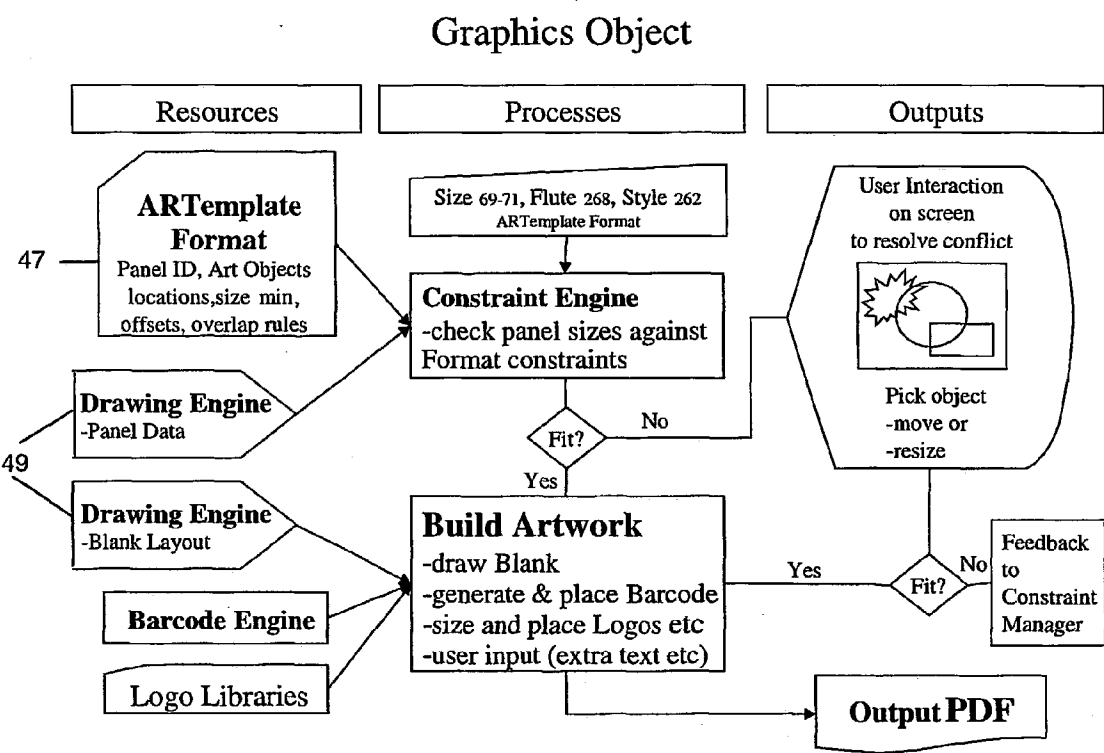 Graphics Object
Resources
Processes
Outputs
ARTemplate
Format
Panel ID, Art Objects
locations,size min,
offsets, overlap rules
47
Drawing Engine
-Panel Data
49
Drawing Engine
-Blank Layout
Barcode Engine
Logo Libraries
Size 69-71, Flute 268, Style 262
ARTemplate Format
Constraint Engine
-check panel sizes against
Format constraints
Fit?
No
Yes
Build Artwork
-draw Blank
-generate & place Barcode
-size and place Logos etc
-user input (extra text etc)
User Interaction
on screen
to resolve conflict
Pick object
-move or
-resize
Yes
Fit?
No
Feedback
to
Constraint
Manager
Output PDF